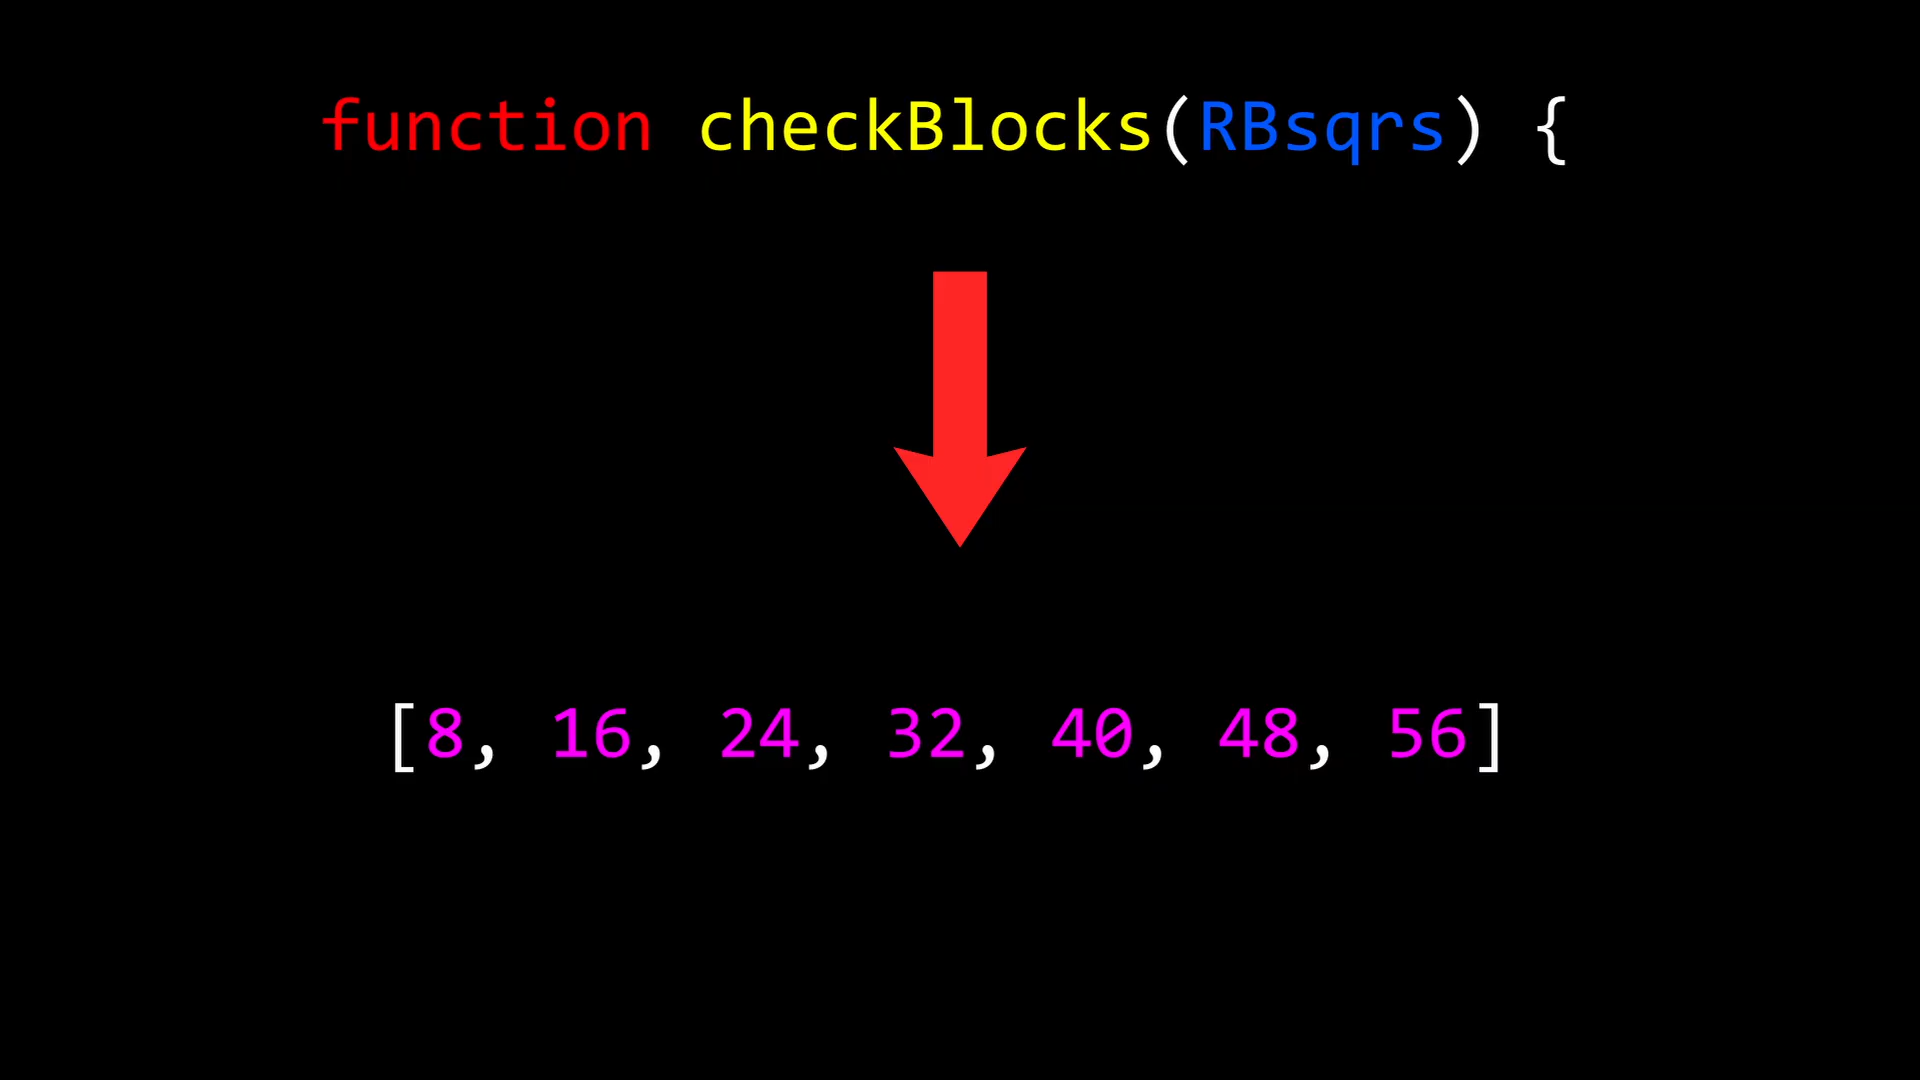 function checkBlocks(RBsqrs) {
[8, 16, 24, 32, 40, 48, 56]